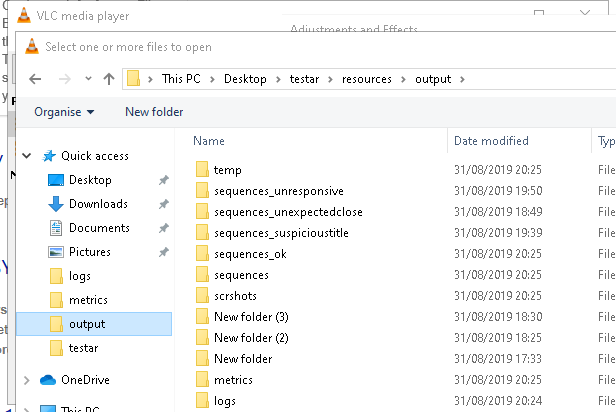 VLC media player
Adjustments and Effects
Select one or more files to open
This PC > Desktop > testar > resources > output >
Organise New folder
Name Date modified Typ
Quick access
Desktop
Downloads
Documents
Pictures
logs
metrics
output
testar
OneDrive
This PC
temp 31/08/2019 20:25 File
sequences_unresponsive 31/08/2019 19:50 File
sequences_unexpectedclose 31/08/2019 18:49 File
sequences_suspicioustitle 31/08/2019 19:39 File
sequences_ok 31/08/2019 20:25 File
sequences 31/08/2019 20:25 File
scrshots 31/08/2019 20:25 File
New folder (3) 31/08/2019 18:30 File
New folder (2) 31/08/2019 18:25 File
New folder 31/08/2019 17:33 File
metrics 31/08/2019 20:25 File
logs 31/08/2019 20:24 File